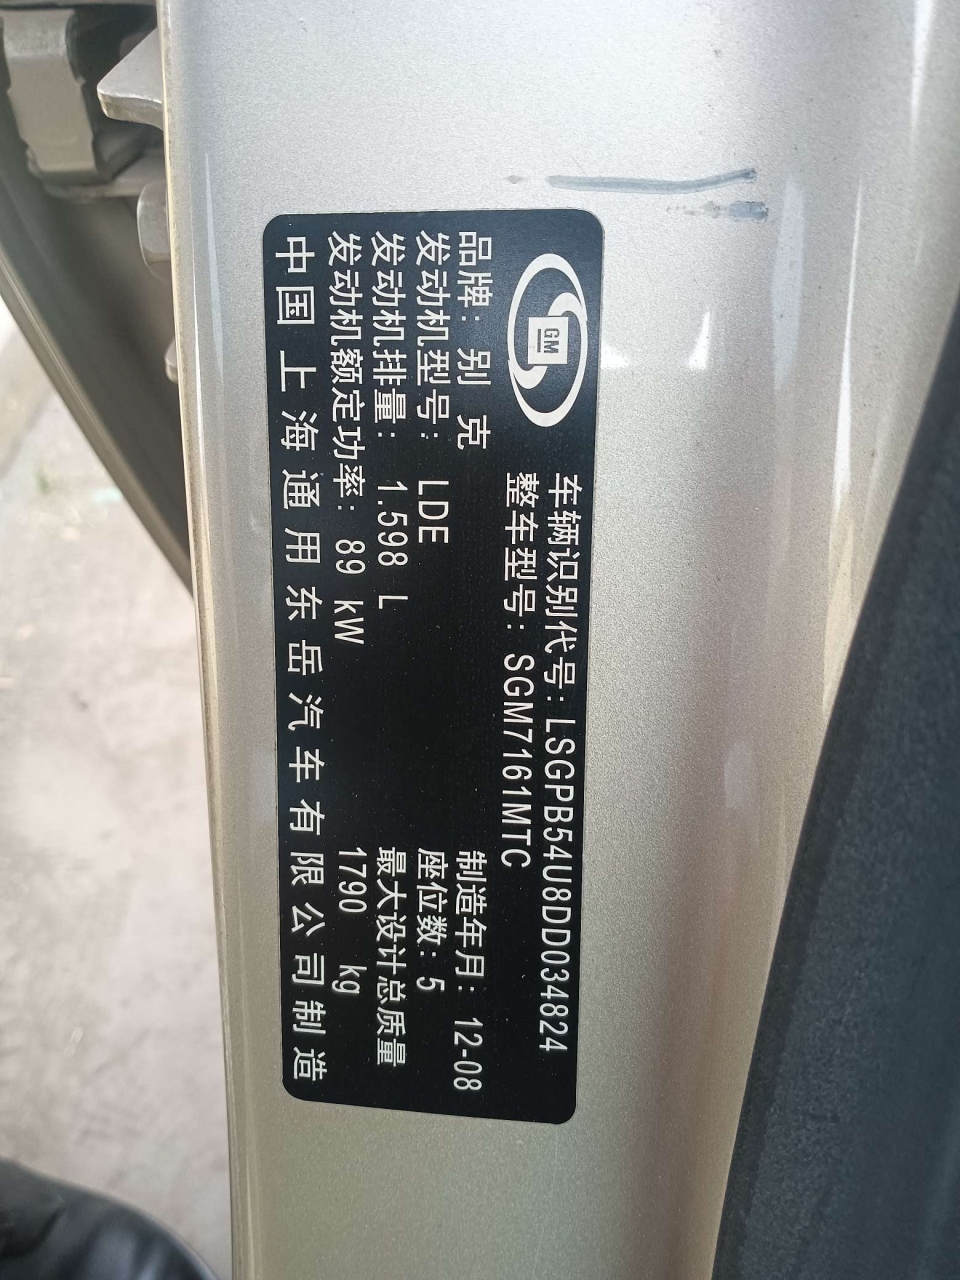 GM
车辆识别代号: LSGPB54U8DD034824
整车型号: SGM7161MTC
品牌: 别克
制造年月: 12-08
发动机型号: LDE
座位数: 5
发动机排量: 1.598 L
最大设计总质量
发动机额定功率: 89 kW
1790 kg
中国上海通用东岳汽车有限公司制造